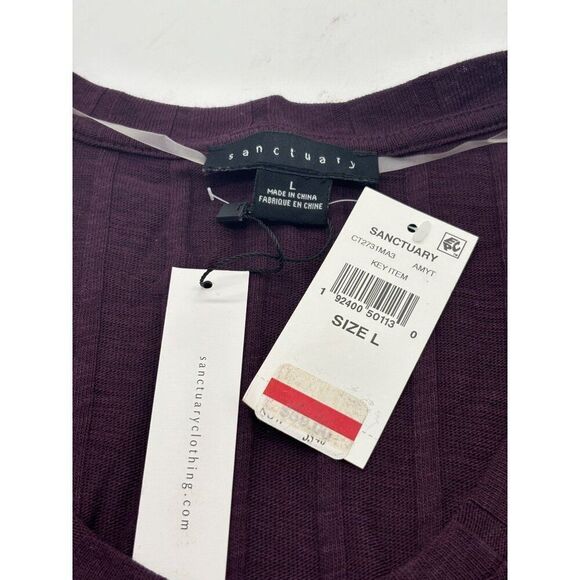 sanctuary
L
MADE IN CHINA
FABRIQUE EN CHINE
SANCTUARY
CT2731MA3 AMYT
KEY ITEM
1 92400 50113 0
SIZE L
sanctuaryclothing.com